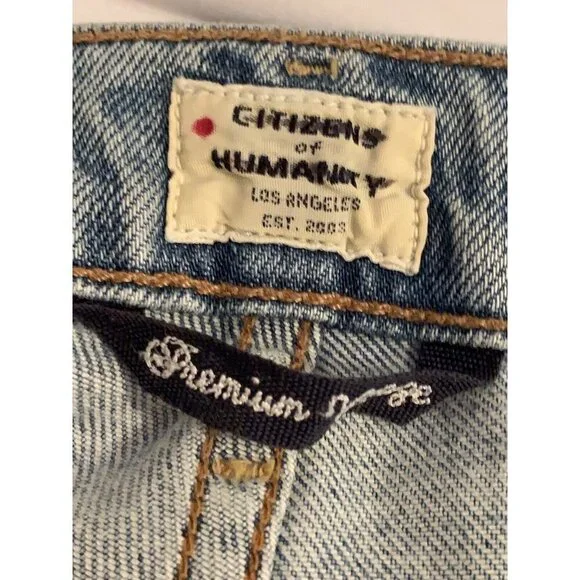 CITIZENS
of
HUMANITY
LOS ANGELES
EST. 2003
Premium